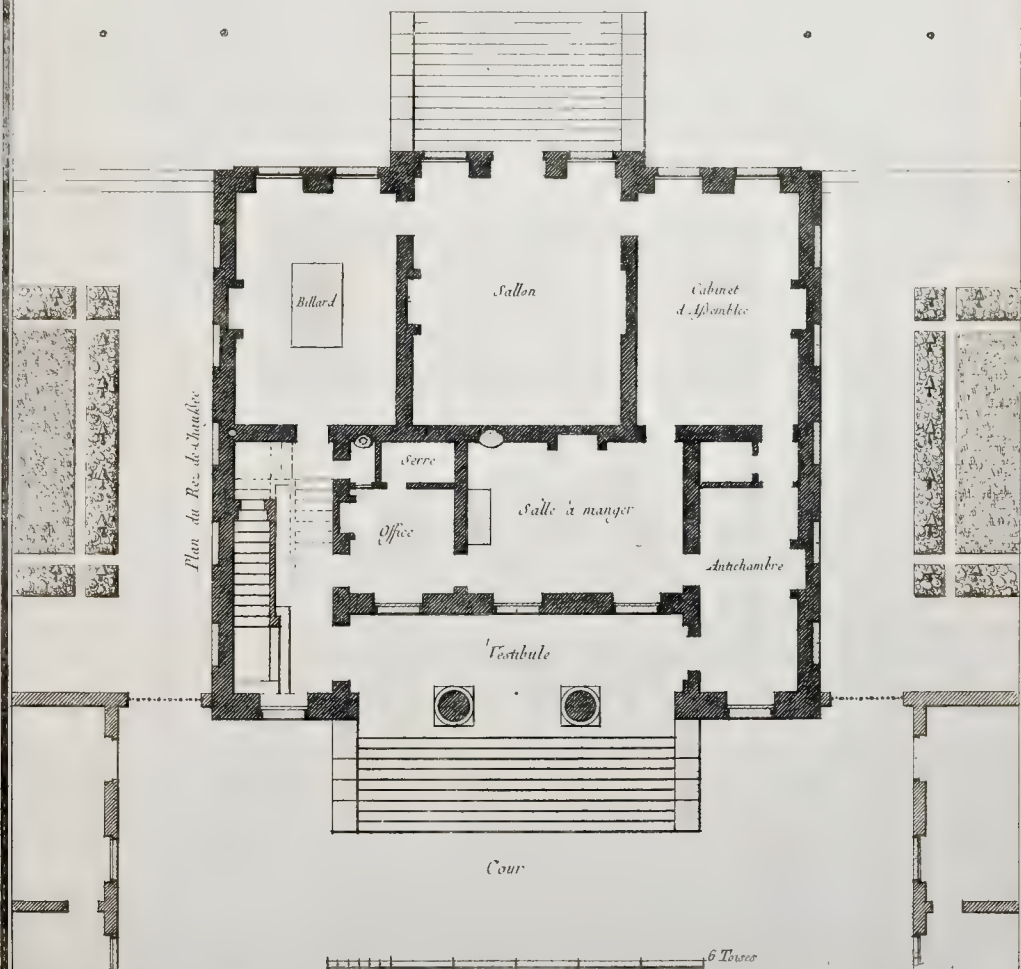 Billard
Sallon
Cabinet
d'Assemblée
Plan du Rez de Chaussée
Serre
Salle à manger
Office
Antichambre
Vestibule
Cour
6 Toises